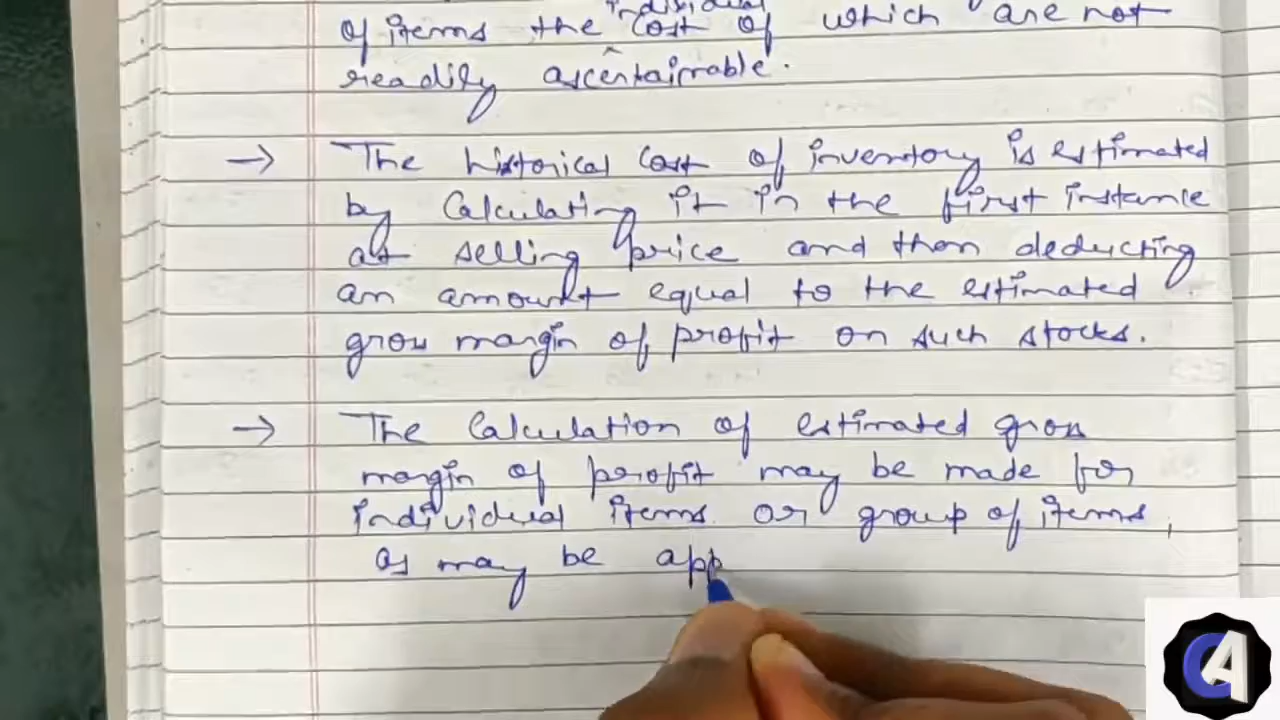 individual
of items the cost of which are not
readily ascertainable.
→ The historical cost of inventory is estimated
by calculating it in the first instance
at selling price and then deducting
an amount equal to the estimated
gross margin of profit on such stocks.
→ The calculation of estimated gross
margin of profit may be made for
individual items or group of items,
as may be app
CA